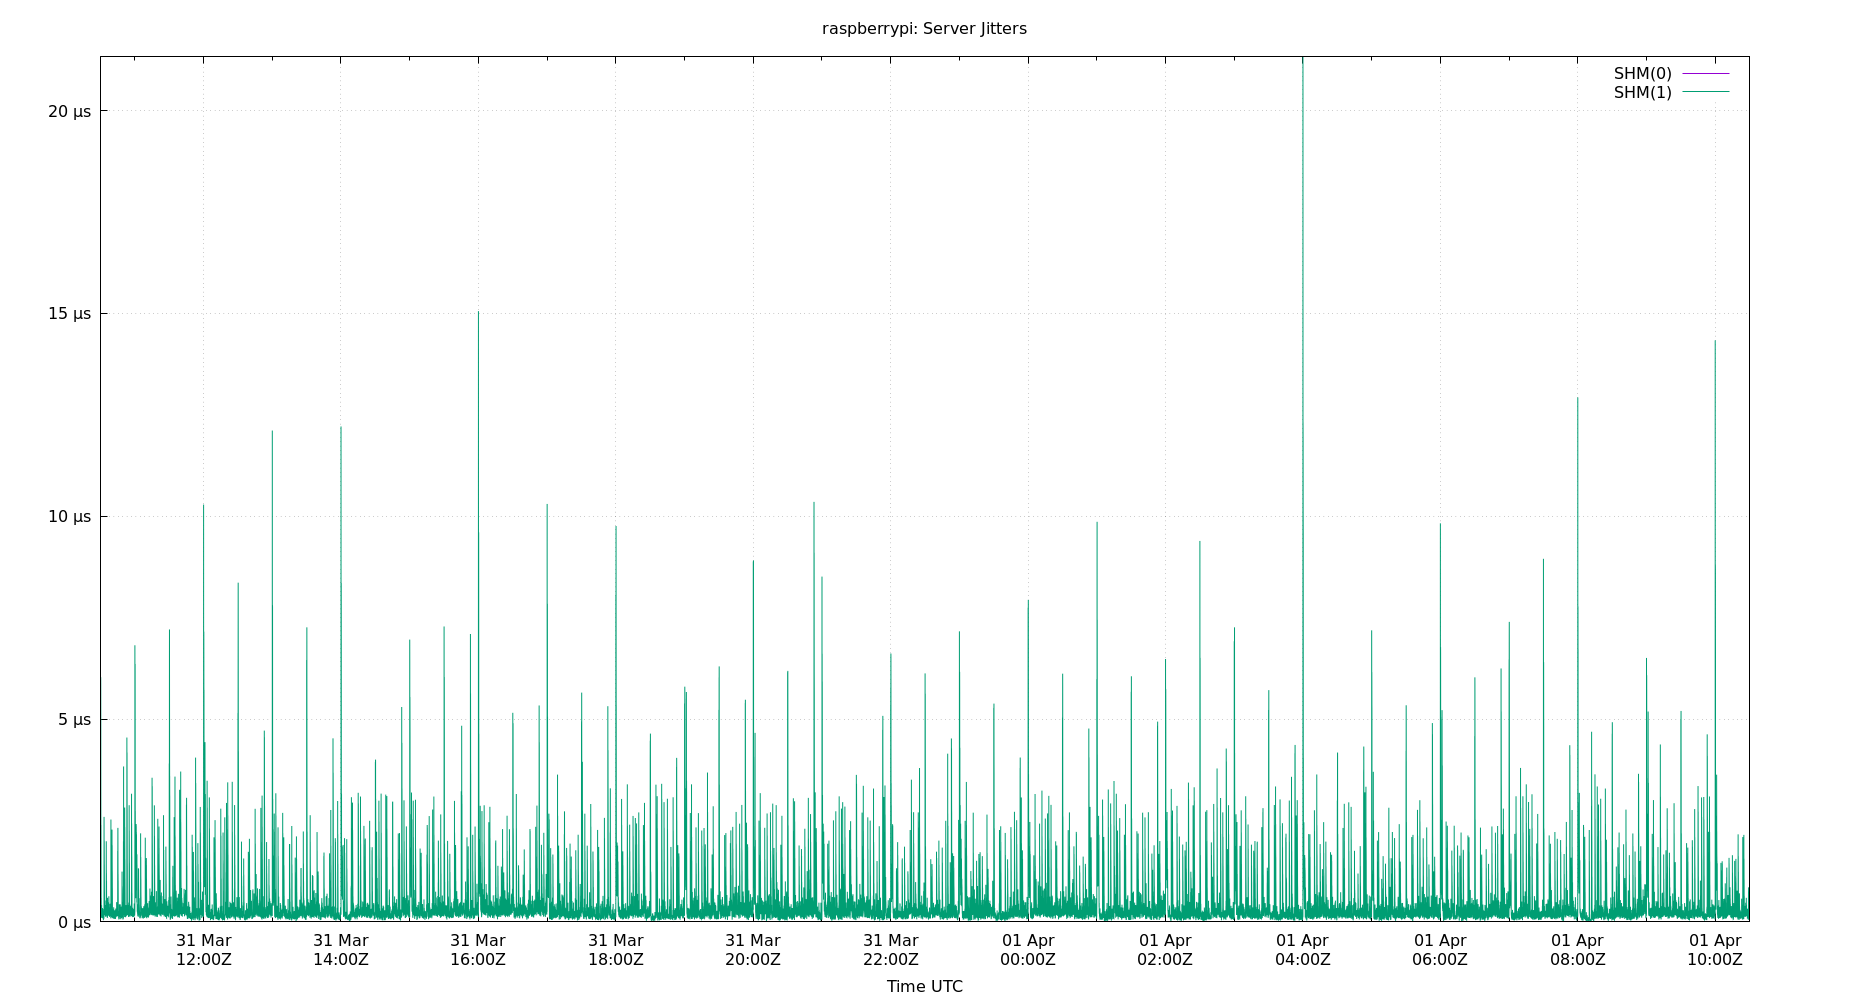 raspberrypi: Server Jitters
SHM(0)
SHM(1)
20 µs
15 µs
10 µs
5 µs
0 µs
31 Mar 31 Mar 31 Mar 31 Mar 31 Mar 31 Mar 01 Apr 01 Apr 01 Apr 01 Apr 01 Apr 01 Apr
12:00Z 14:00Z 16:00Z 18:00Z 20:00Z 22:00Z 00:00Z 02:00Z 04:00Z 06:00Z 08:00Z 10:00Z
Time UTC